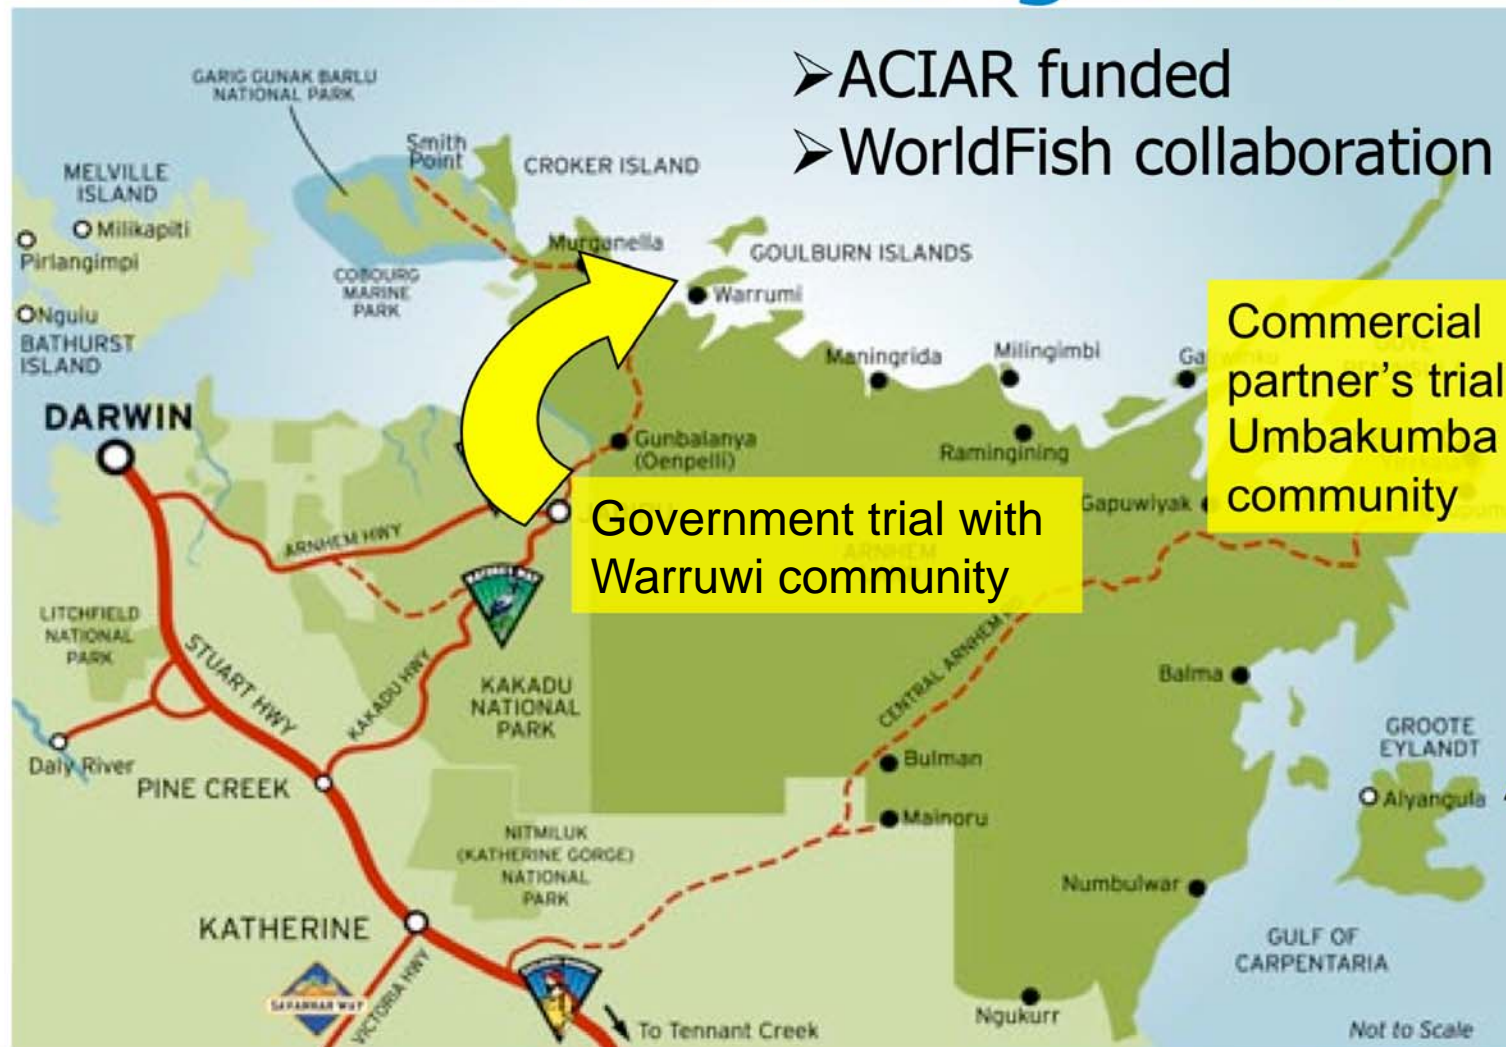 ➢ACIAR funded
➢WorldFish collaboration
GARIG GUNAK BARLU
NATIONAL PARK
Smith
Point
CROKER ISLAND
MELVILLE
ISLAND
Milikapiti
Pirlangimpi
Murganella
GOULBURN ISLANDS
COBOURG
MARINE
PARK
Warrumi
Nguiu
BATHURST
ISLAND
Commercial
partner's trial
Umbakumba
community
Maningrida
Milingimbi
DARWIN
Gunbalanya
(Oenpelli)
Ramingining
Government trial with
Warruwi community
Gapuwiyak
ARNHEM HWY
ARNHEM
LITCHFIELD
NATIONAL
PARK
STUART HWY
KAKADU HWY
KAKADU
NATIONAL
PARK
CENTRAL ARNHEM
Balma
GROOTE
EYLANDT
Daly River
PINE CREEK
Bulman
Alyangula
Mainoru
NITMILUK
(KATHERINE GORGE)
NATIONAL
PARK
Numbulwar
KATHERINE
GULF OF
CARPENTARIA
SAVANNAH WAY
VICTORIA HWY
To Tennant Creek
Ngukurr
Not to Scale